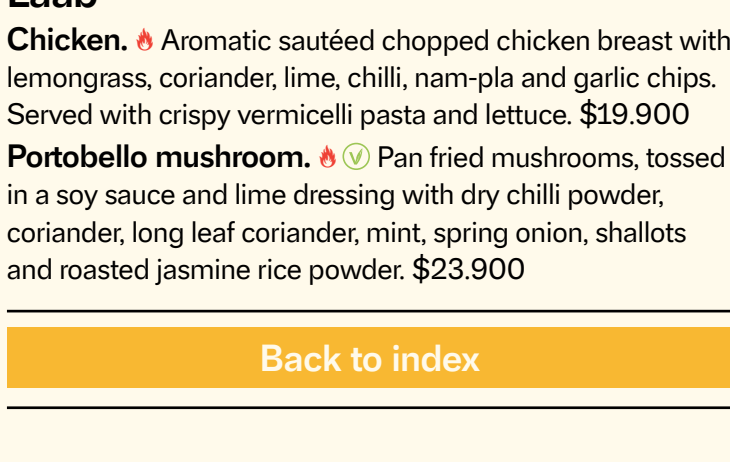 Laab
Chicken. Aromatic sautéed chopped chicken breast with
lemongrass, coriander, lime, chilli, nam-pla and garlic chips.
Served with crispy vermicelli pasta and lettuce. $19.900
Portobello mushroom. Pan fried mushrooms, tossed
in a soy sauce and lime dressing with dry chilli powder,
coriander, long leaf coriander, mint, spring onion, shallots
and roasted jasmine rice powder. $23.900
Back to index